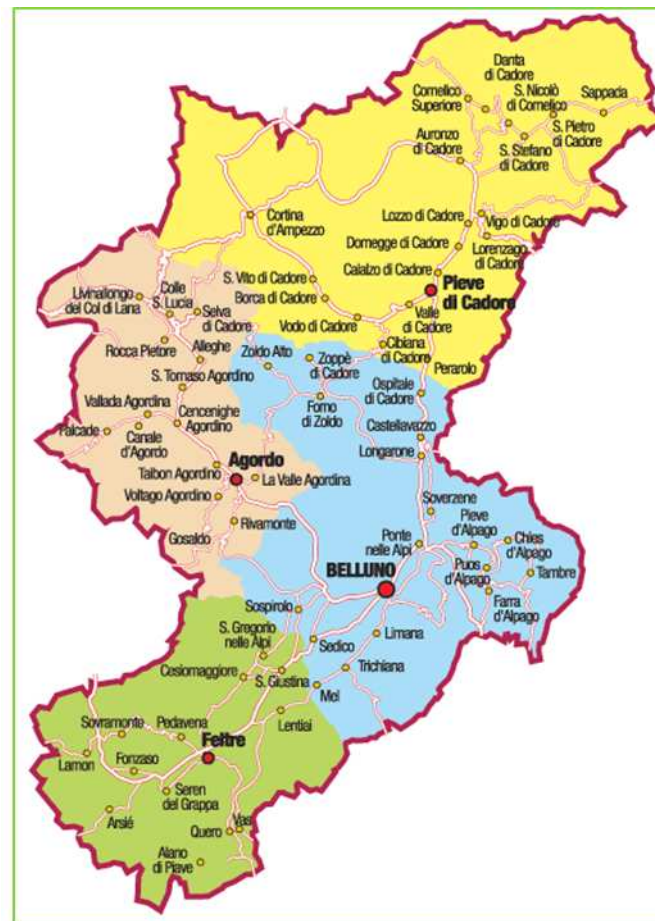 Danta
di Cadore
Comelico
Superiore
S. Nicolò
di Comelico
Sappada
S. Pietro
di Cadore
S. Stefano
di Cadore
Auronzo
di Cadore
Cortina
d'Ampezzo
Lozzo di Cadore
Vigo di Cadore
Domegge di Cadore
Lorenzago
di Cadore
Calalzo di Cadore
Pieve
di Cadore
S. Vito di Cadore
Borca di Cadore
Valle
di Cadore
Vodo di Cadore
Cibiana
di Cadore
Perarolo
Livinallongo
del Col di Lana
Colle
S. Lucia
Selva
di Cadore
Rocca Pietore
Alleghe
Zoldo Alto
Zoppè
di Cadore
S. Tomaso Agordino
Ospitale
di Cadore
Forno
di Zoldo
Vallada Agordina
Cencenighe
Agordino
Falcade
Canale
d'Agordo
Castellavazzo
Longarone
Taibon Agordino
Agordo
La Valle Agordina
Voltago Agordino
Rivamonte
Gosaldo
Soverzene
Pieve
d'Alpago
Chies
d'Alpago
Ponte
nelle Alpi
Puos
d'Alpago
Tambre
BELLUNO
Farra
d'Alpago
Sospirolo
S. Gregorio
nelle Alpi
Sedico
Limana
Cesiomaggiore
S. Giustina
Trichiana
Mel
Lentiai
Sovramonte
Pedavena
Feltre
Lamon
Fonzaso
Seren
del Grappa
Arsié
Quero
Vas
Alano
di Piave